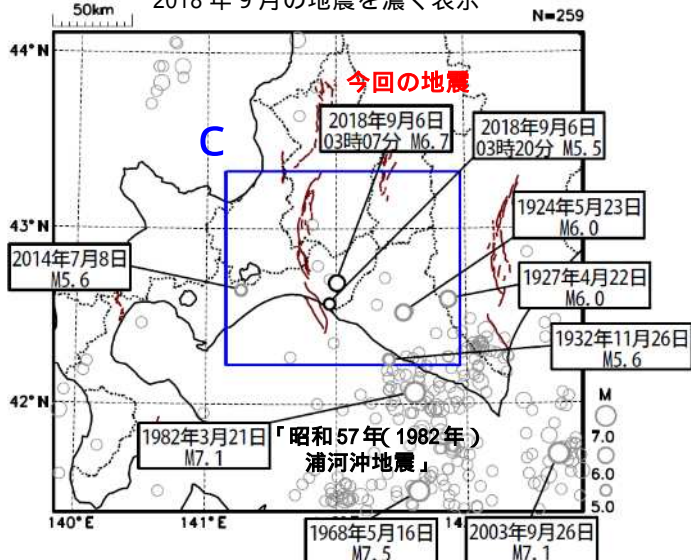 2018年9月の地震を濃く表示
50km
N=259
44°N
今回の地震
2018年9月6日
03時07分 M6.7
2018年9月6日
03時20分 M5.5
C
43°N
1924年5月23日
M6.0
2014年7月8日
M5.6
1927年4月22日
M6.0
1932年11月26日
M5.6
42°N
1982年3月21日
M7.1
「昭和57年(1982年)
浦河沖地震」
M
7.0
6.0
5.0
140°E
141°E
1968年5月16日
M7.5
2003年9月26日
M7.1